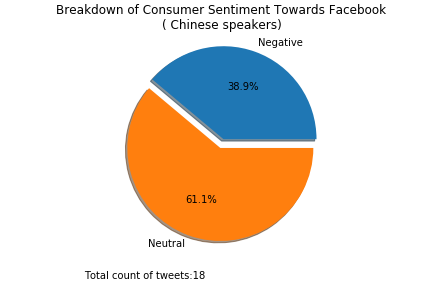 Breakdown of Consumer Sentiment Towards Facebook
( Chinese speakers)
Negative
38.9%
61.1%
Neutral
Total count of tweets:18